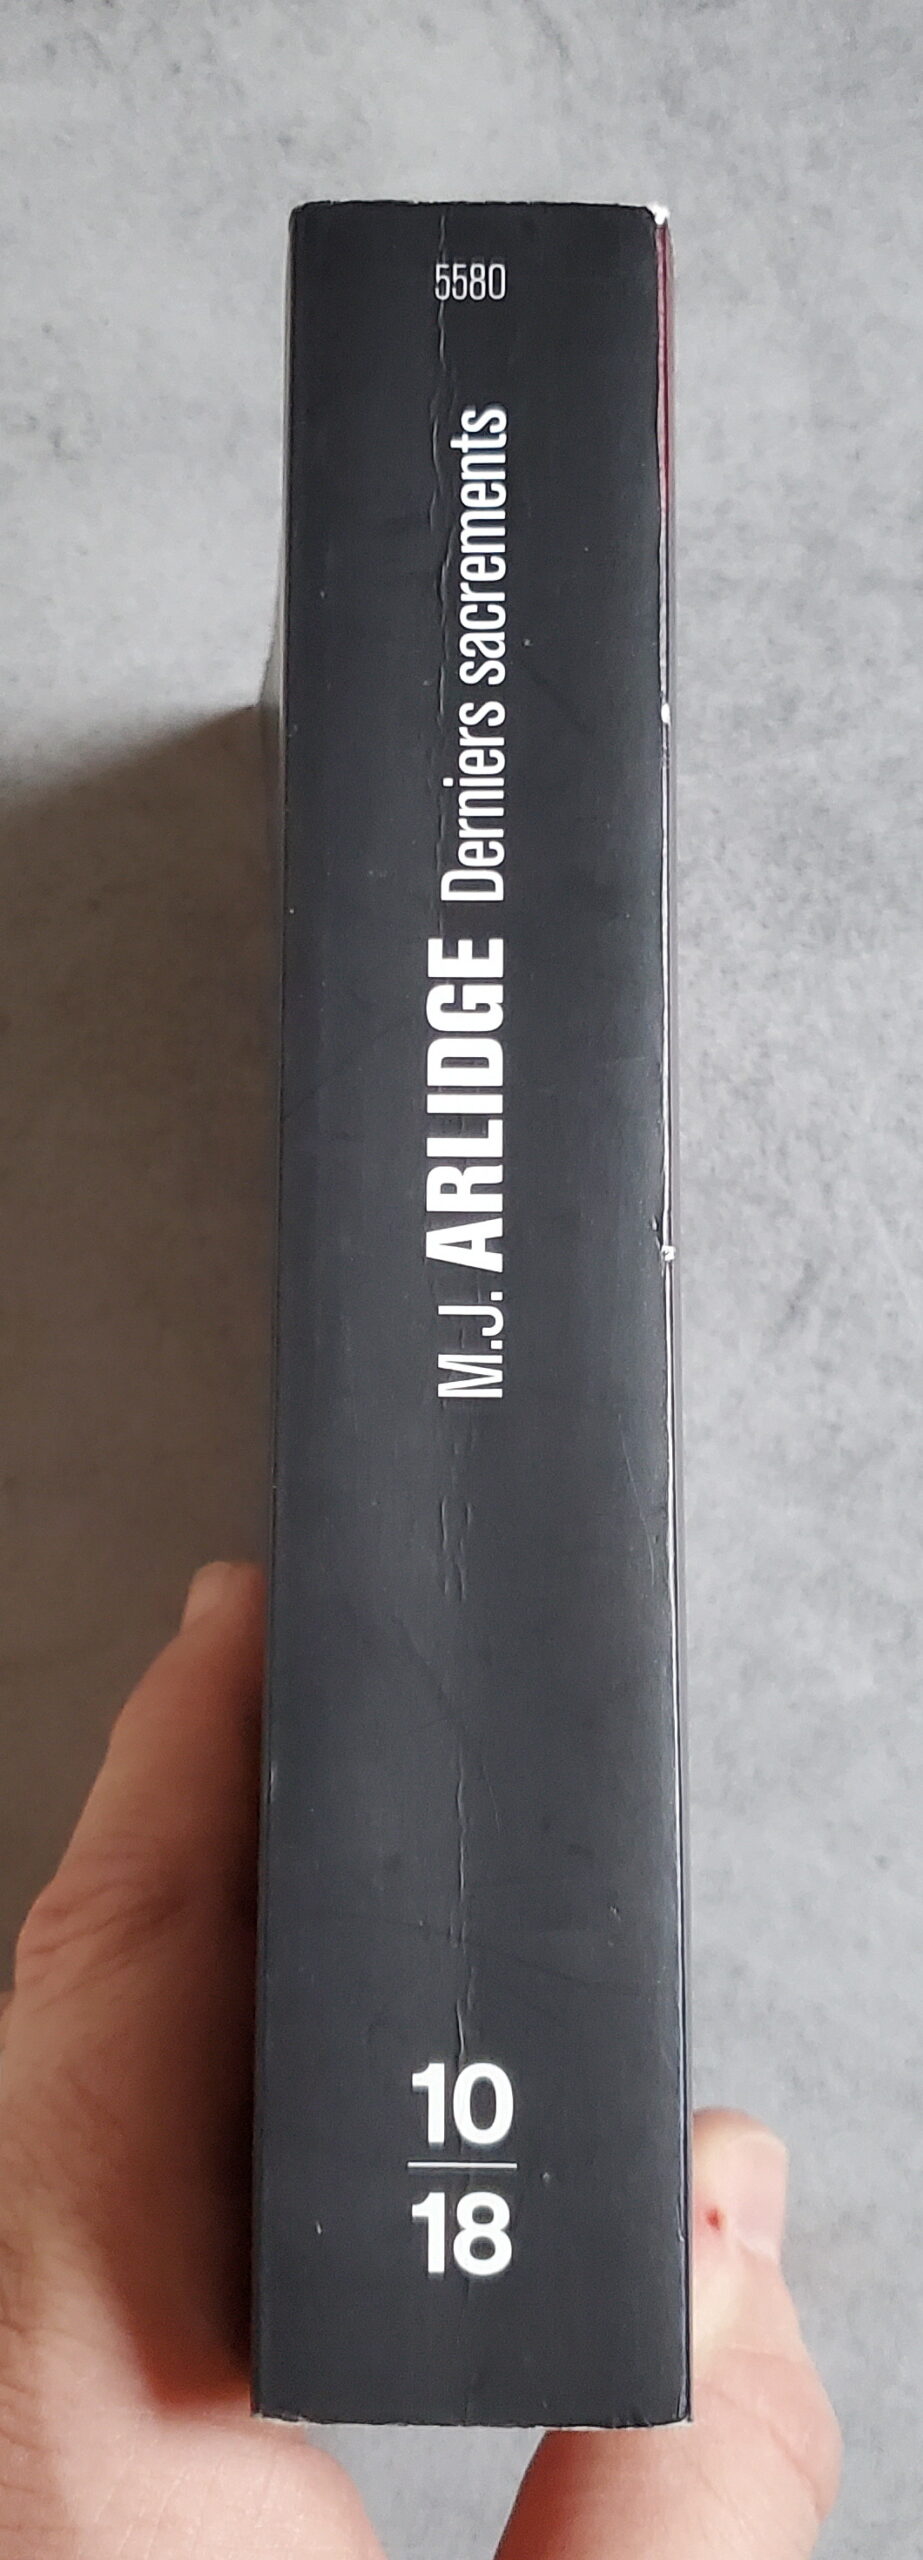 5580
M.J. ARLIDGE Derniers sacrements
10
18